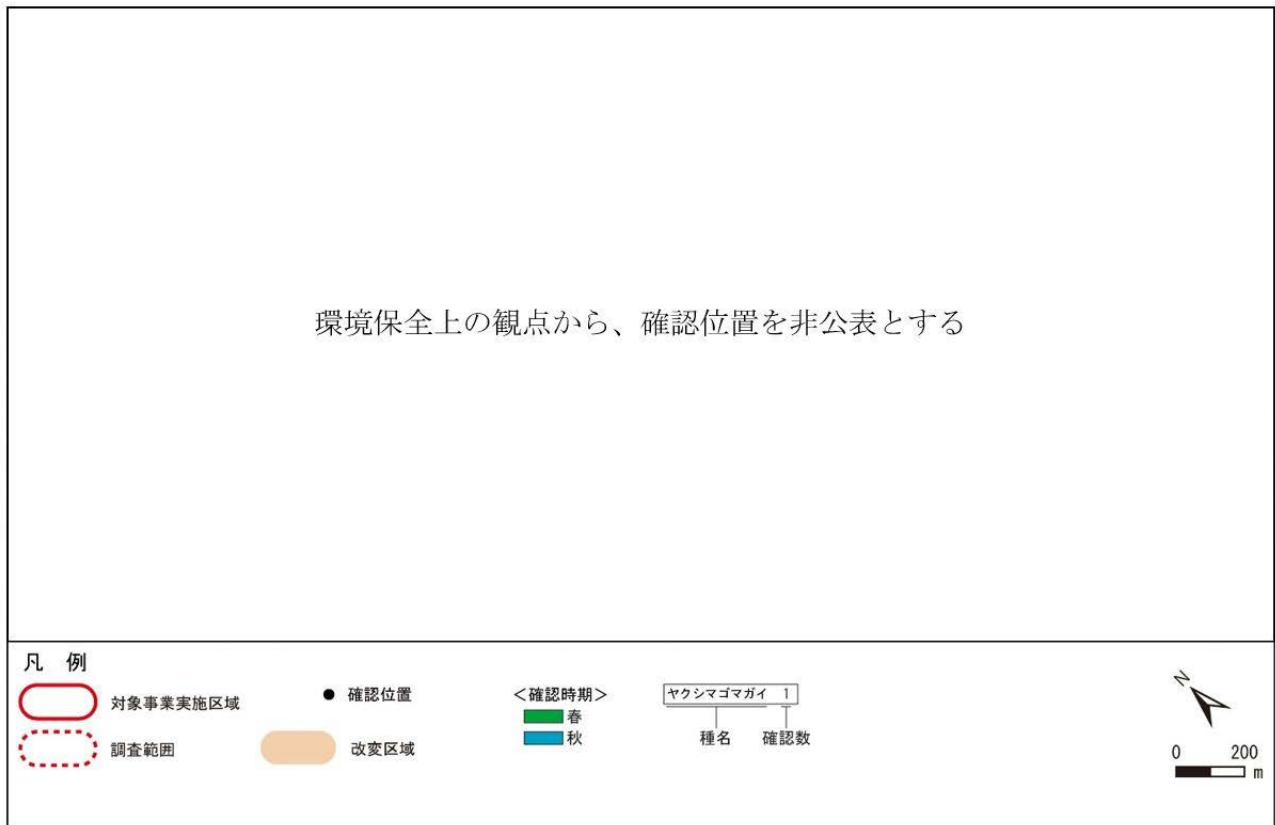 環境保全上の観点から、確認位置を非公表とする
凡 例
対象事業実施区域
調査範囲
確認位置
改変区域
＜確認時期＞
春
秋
ヤクシマゴマガイ 1
種名 確認数
N
0 200
m